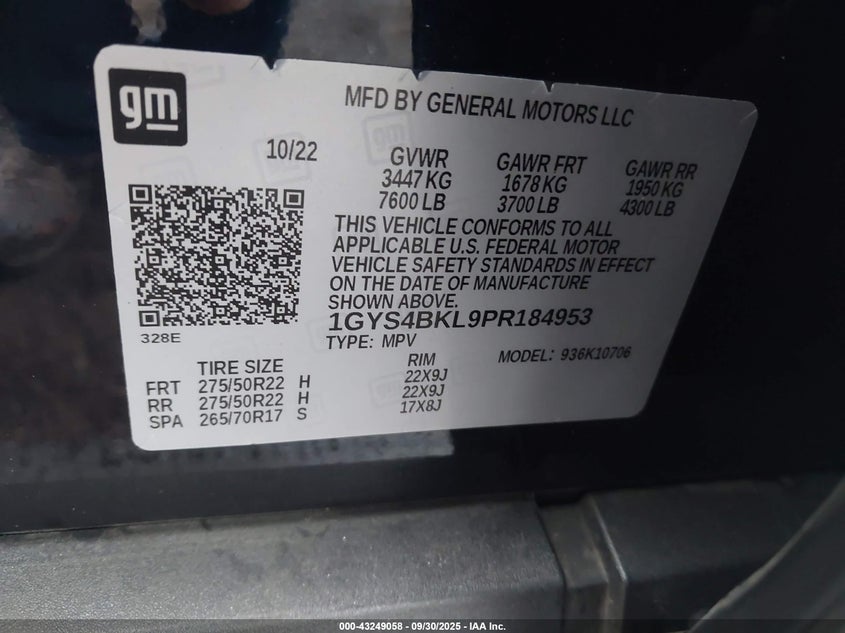 gm
MFD BY GENERAL MOTORS LLC
10/22
GVWR
3447 KG
7600 LB
GAWR FRT
1678 KG
3700 LB
GAWR RR
1950 KG
4300 LB
THIS VEHICLE CONFORMS TO ALL
APPLICABLE U.S. FEDERAL MOTOR
VEHICLE SAFETY STANDARDS IN EFFECT
ON THE DATE OF MANUFACTURE
SHOWN ABOVE.
1GYS4BKL9PR184953
328E
TYPE: MPV
MODEL: 936K10706
TIRE SIZE
RIM
FRT 275/50R22 H 22X9J
RR 275/50R22 H 22X9J
SPA 265/70R17 S 17X8J
000-43249058 - 09/30/2025 - IAA Inc.